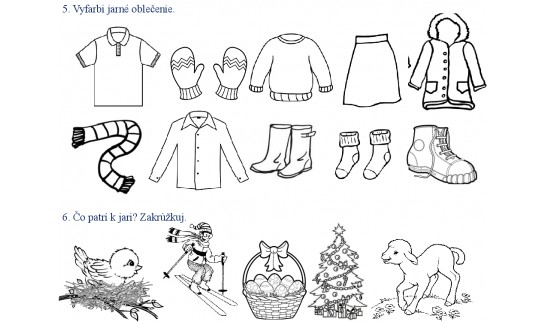 5. Vyfarbi jarné oblečenie.
6. Čo patrí k jari? Zakrúžkuj.